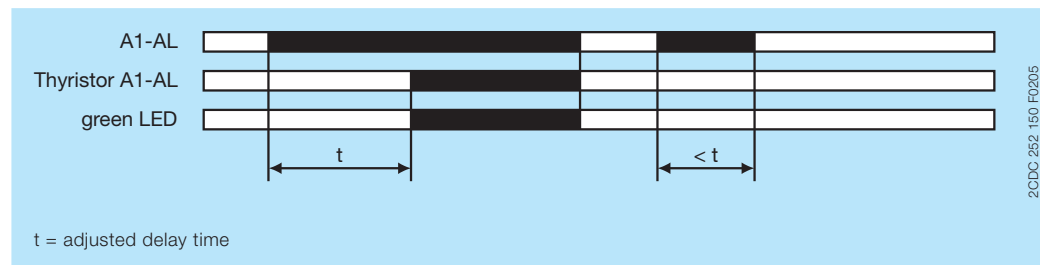 A1-AL
Thyristor A1-AL
green LED
t
< t
t = adjusted delay time
2CDC 252 150 F0205